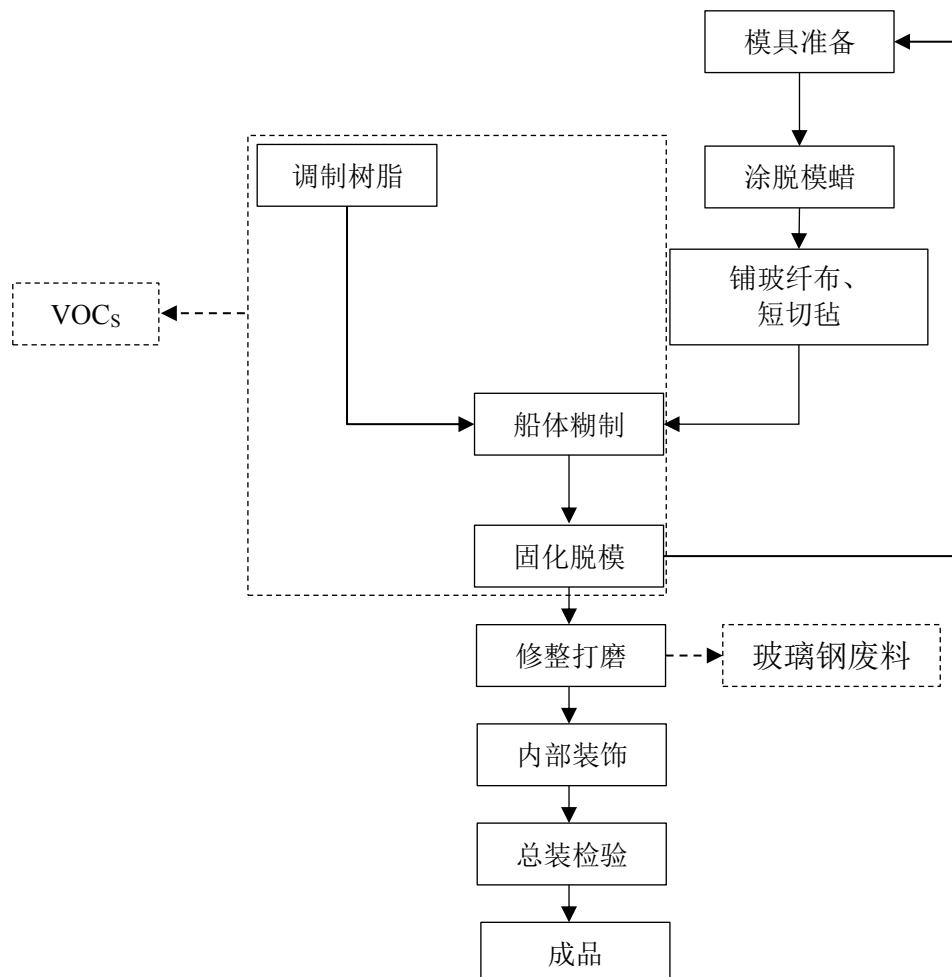 模具准备
调制树脂
涂脱模蜡
铺玻纤布、
短切毡
VOCS
船体糊制
固化脱模
修整打磨
玻璃钢废料
内部装饰
总装检验
成品